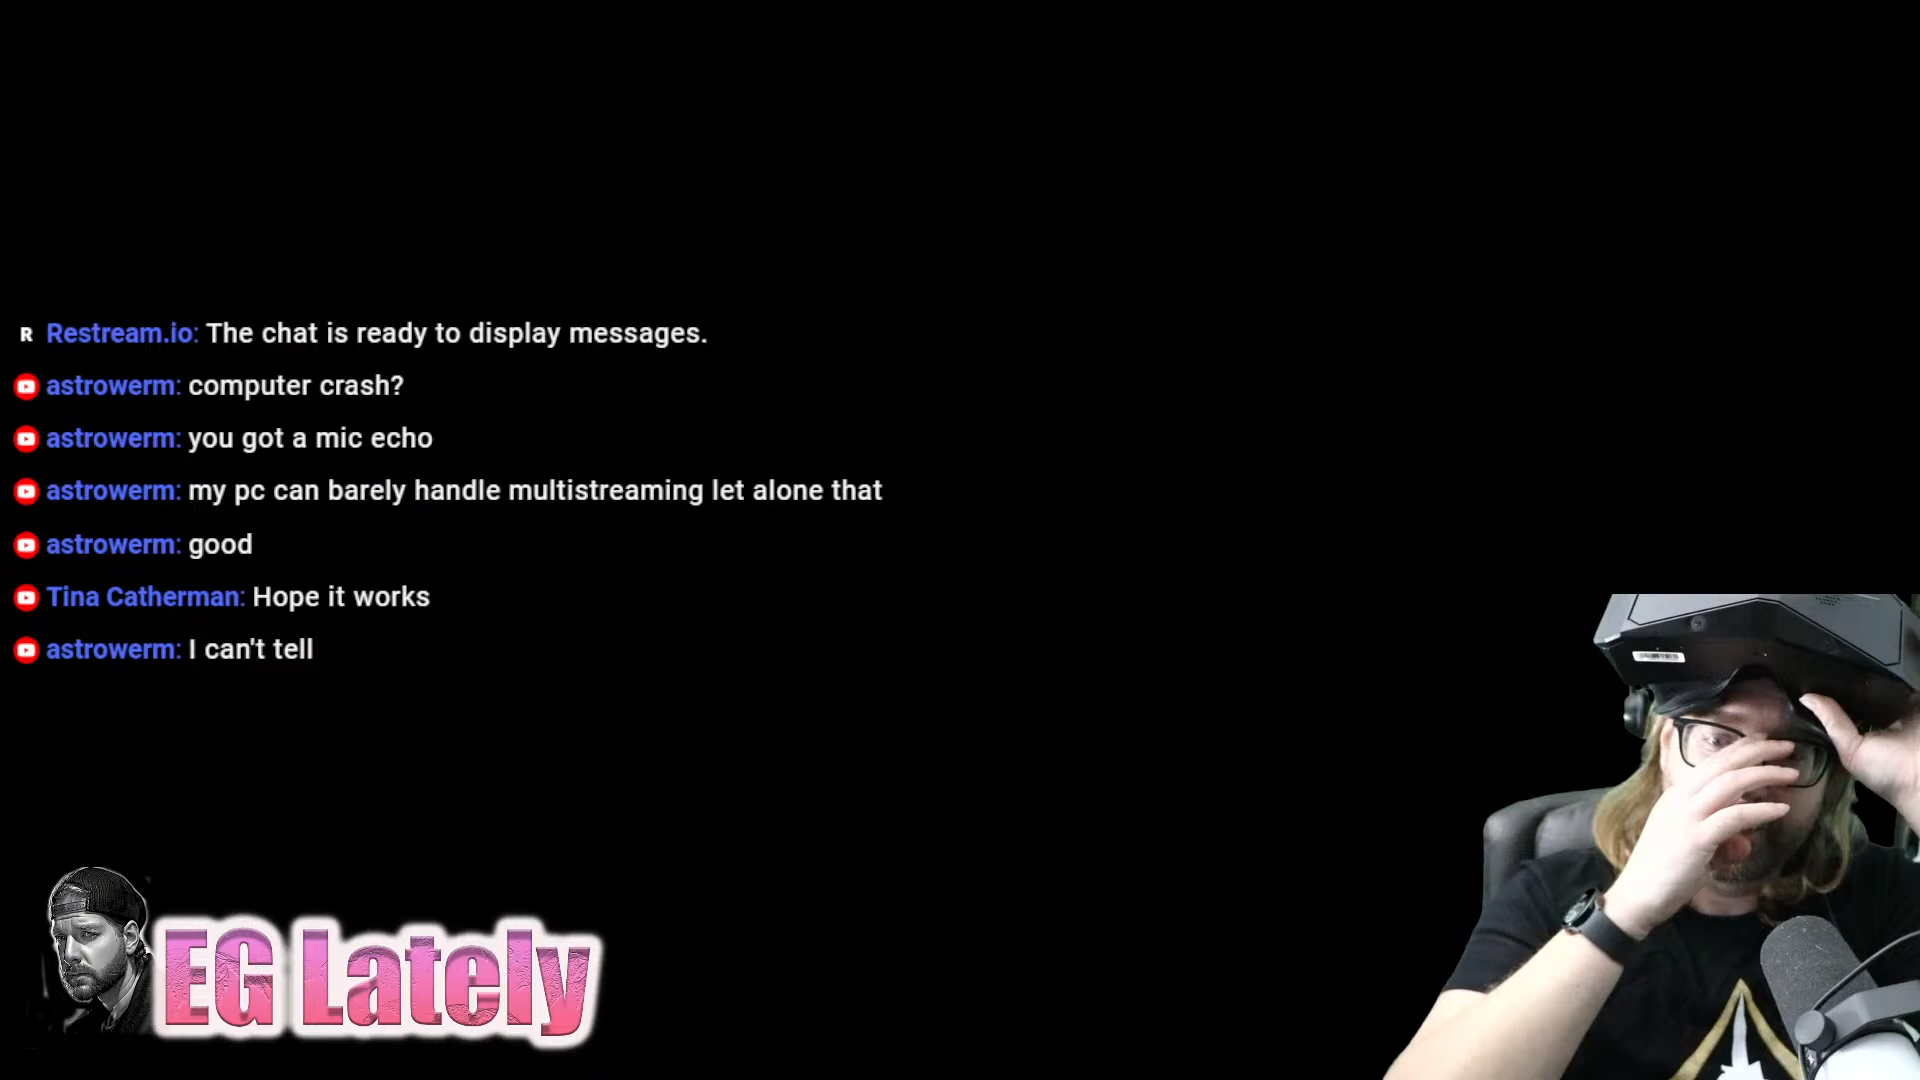 R Restream.io: The chat is ready to display messages.
astrowerm: computer crash?
astrowerm: you got a mic echo
astrowerm: my pc can barely handle multistreaming let alone that
astrowerm: good
Tina Catherman: Hope it works
astrowerm: I can't tell
EG Lately